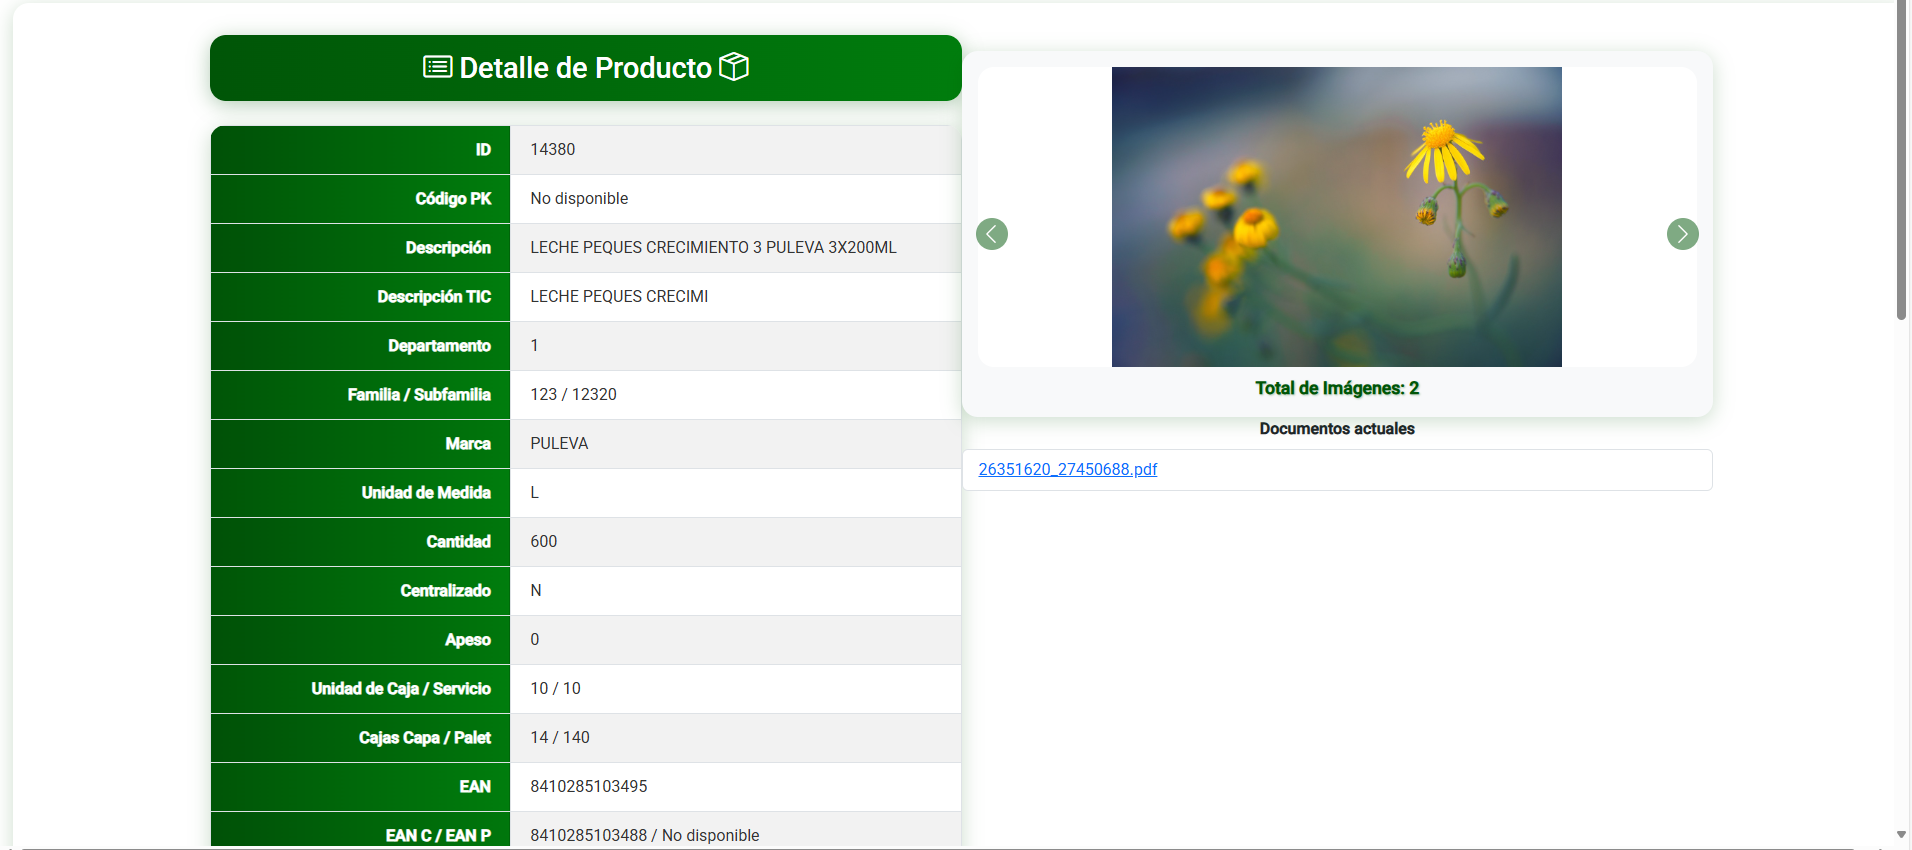 Detalle de Producto
ID 14380
Código PK No disponible
Descripción LECHE PEQUES CRECIMIENTO 3 PULEVA 3X200ML
Descripción TIC LECHE PEQUES CRECIMI
Departamento 1
Familia / Subfamilia 123 / 12320
Marca PULEVA
Unidad de Medida L
Cantidad 600
Centralizado N
Apeso 0
Unidad de Caja / Servicio 10 / 10
Cajas Capa / Palet 14 / 140
EAN 8410285103495
EAN C / EAN P 8410285103488 / No disponible
Total de Imágenes: 2
Documentos actuales
26351620_27450688.pdf